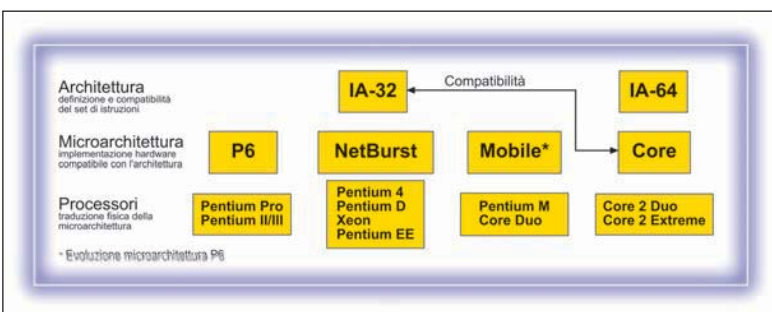 Architettura
definizione e compatibilità
del set di istruzioni
IA-32
Compatibilità
IA-64
Microarchitettura
implementazione hardware
compatibile con l'architettura
P6
NetBurst
Mobile*
Core
Processori
traduzione fisica della
microarchitettura
Pentium Pro
Pentium II/III
Pentium 4
Pentium D
Xeon
Pentium EE
Pentium M
Core Duo
Core 2 Duo
Core 2 Extreme
* Evoluzione microarchitettura P6